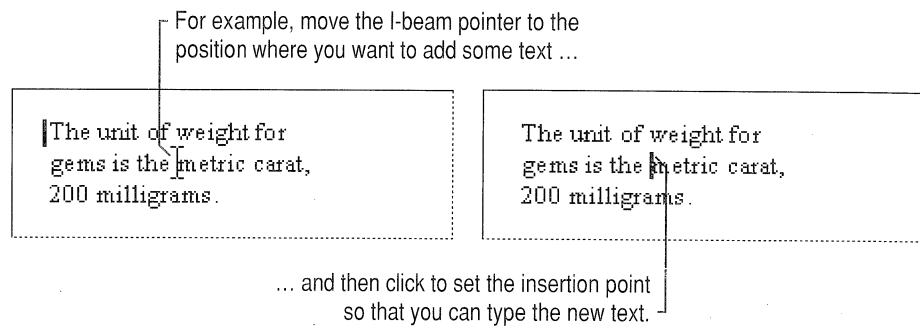 For example, move the I-beam pointer to the
position where you want to add some text ...
The unit of weight for
gems is the metric carat,
200 milligrams.
The unit of weight for
gems is the metric carat,
200 milligrams.
... and then click to set the insertion point
so that you can type the new text.